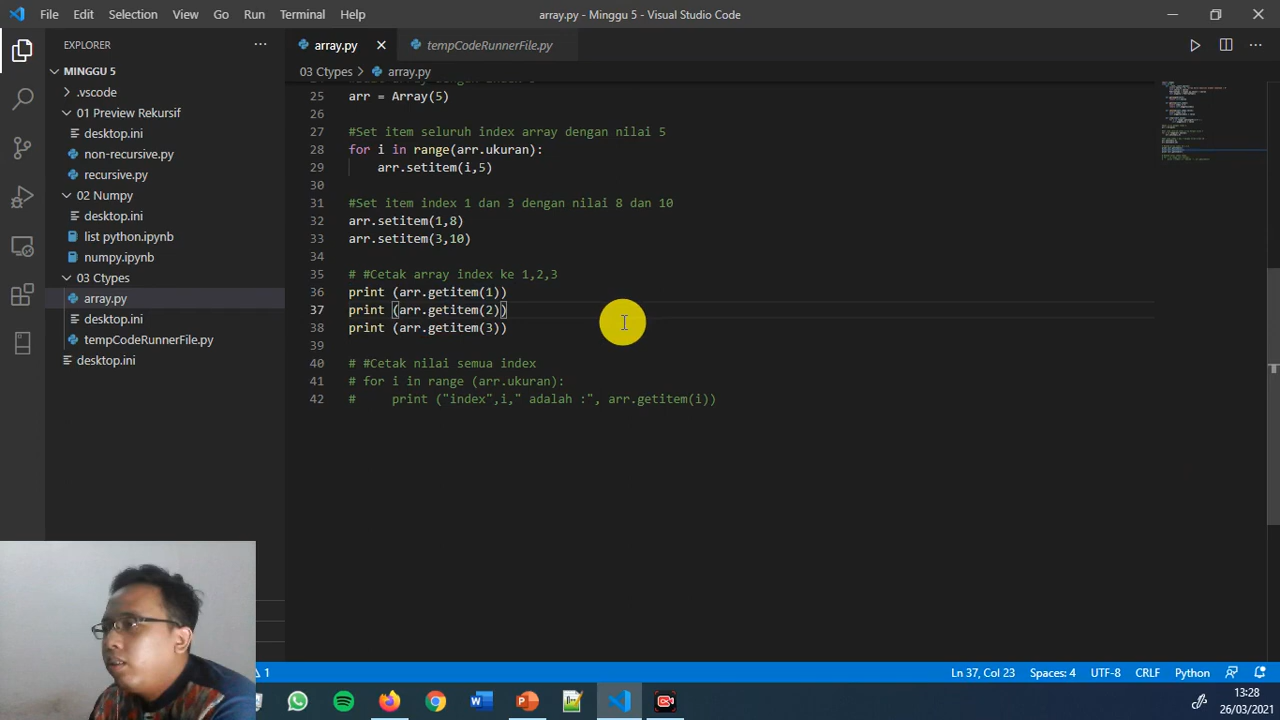 File Edit Selection View Go Run Terminal Help
array.py - Minggu 5 - Visual Studio Code
EXPLORER
MINGGU 5
.vscode
01 Preview Rekursif
desktop.ini
non-recursive.py
recursive.py
02 Numpy
desktop.ini
list python.ipynb
numpy.ipynb
03 Ctypes
array.py
desktop.ini
tempCodeRunnerFile.py
desktop.ini
array.py
tempCodeRunnerFile.py
03 Ctypes > array.py
25 arr = Array(5)
26
27 #Set item seluruh index array dengan nilai 5
28 for i in range(arr.ukuran):
29     arr.setitem(i,5)
30
31 #Set item index 1 dan 3 dengan nilai 8 dan 10
32 arr.setitem(1,8)
33 arr.setitem(3,10)
34
35 # #Cetak array index ke 1,2,3
36 print (arr.getitem(1))
37 print (arr.getitem(2))
38 print (arr.getitem(3))
39
40 # #Cetak nilai semua index
41 # for i in range (arr.ukuran):
42 #     print ("index",i," adalah :", arr.getitem(i))
1
Ln 37, Col 23
Spaces: 4
UTF-8
CRLF
Python
13:28
26/03/2021